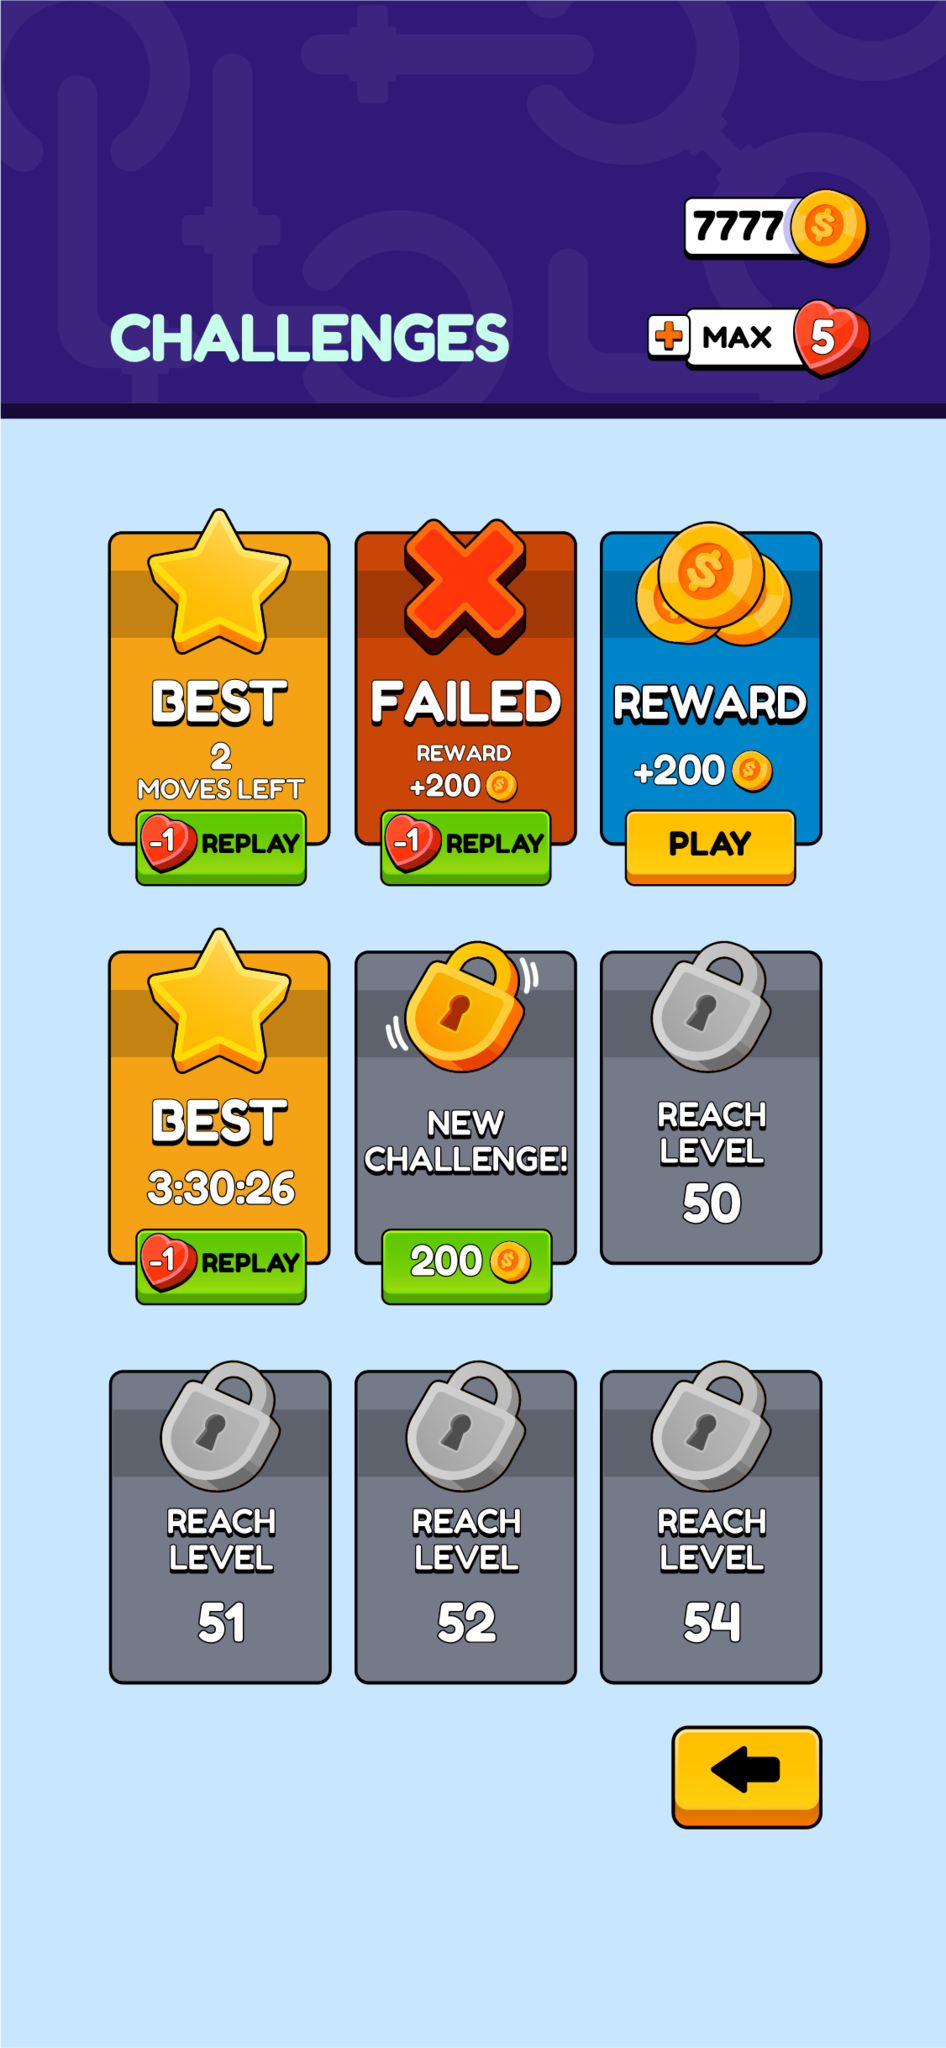 7777
CHALLENGES
MAX
5
BEST
2
MOVES LEFT
-1 REPLAY
FAILED
REWARD
+200
-1 REPLAY
REWARD
+200
PLAY
BEST
3:30:26
-1 REPLAY
NEW
CHALLENGE!
200
REACH
LEVEL
50
REACH
LEVEL
51
REACH
LEVEL
52
REACH
LEVEL
54